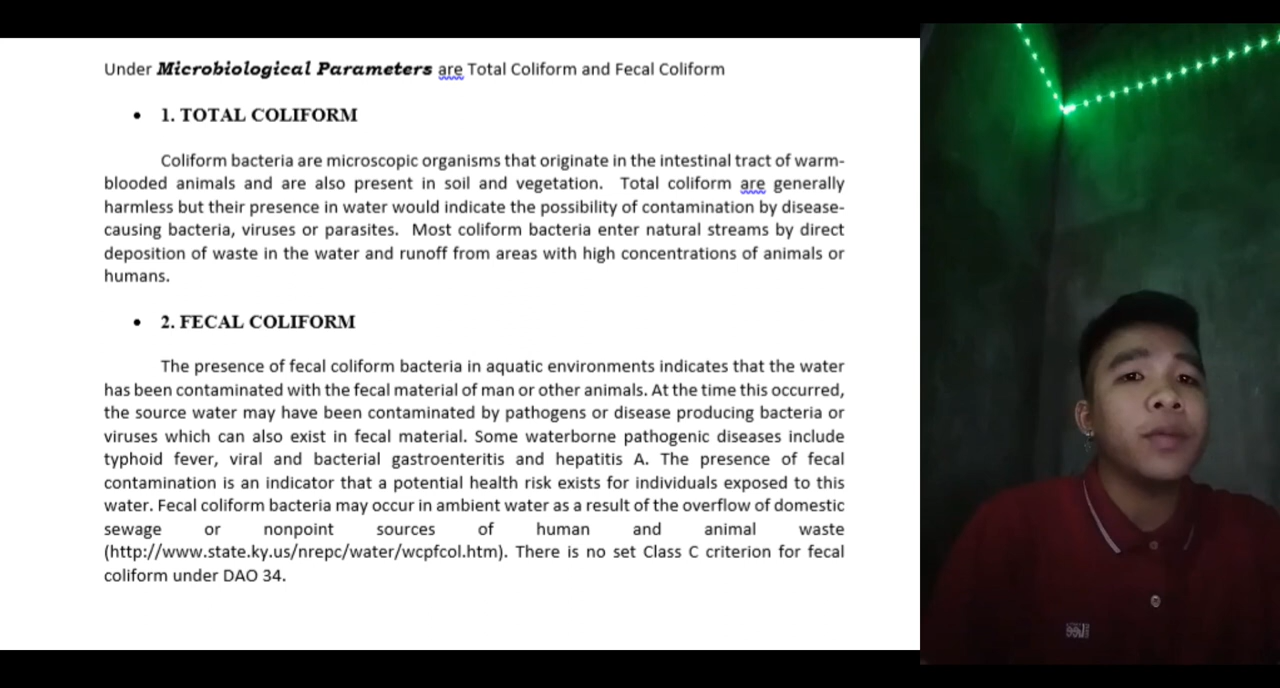 Under Microbiological Parameters are Total Coliform and Fecal Coliform
• 1. TOTAL COLIFORM
Coliform bacteria are microscopic organisms that originate in the intestinal tract of warm-
blooded animals and are also present in soil and vegetation. Total coliform are generally
harmless but their presence in water would indicate the possibility of contamination by disease-
causing bacteria, viruses or parasites. Most coliform bacteria enter natural streams by direct
deposition of waste in the water and runoff from areas with high concentrations of animals or
humans.
• 2. FECAL COLIFORM
The presence of fecal coliform bacteria in aquatic environments indicates that the water
has been contaminated with the fecal material of man or other animals. At the time this occurred,
the source water may have been contaminated by pathogens or disease producing bacteria or
viruses which can also exist in fecal material. Some waterborne pathogenic diseases include
typhoid fever, viral and bacterial gastroenteritis and hepatitis A. The presence of fecal
contamination is an indicator that a potential health risk exists for individuals exposed to this
water. Fecal coliform bacteria may occur in ambient water as a result of the overflow of domestic
sewage or nonpoint sources of human and animal waste
(http://www.state.ky.us/nrepc/water/wcpfcol.htm). There is no set Class C criterion for fecal
coliform under DAO 34.